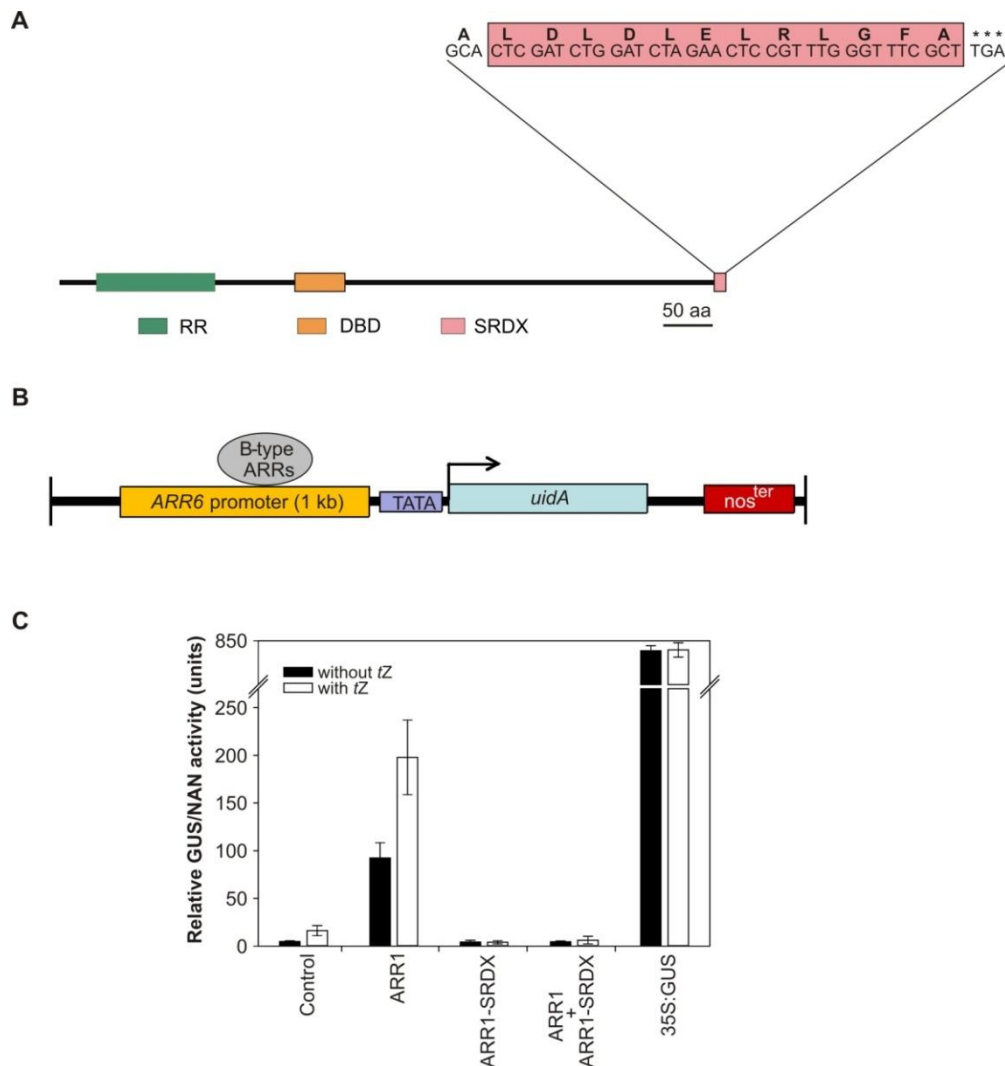 A
A L D L D L E L R L G F A ***
GCA CTC GAT CTG GAT CTA GAA CTC CGT TTG GGT TTC GCT TGA
50 aa
RR DBD SRDX
B
B-type
ARRs
ARR6 promoter (1 kb) TATA uidA nos ter
C
Relative GUS/NAN activity (units)
850
250
200
150
100
50
0
without tZ
with tZ
Control
ARR1
ARR1-SRDX
ARR1
+
ARR1-SRDX
35S:GUS